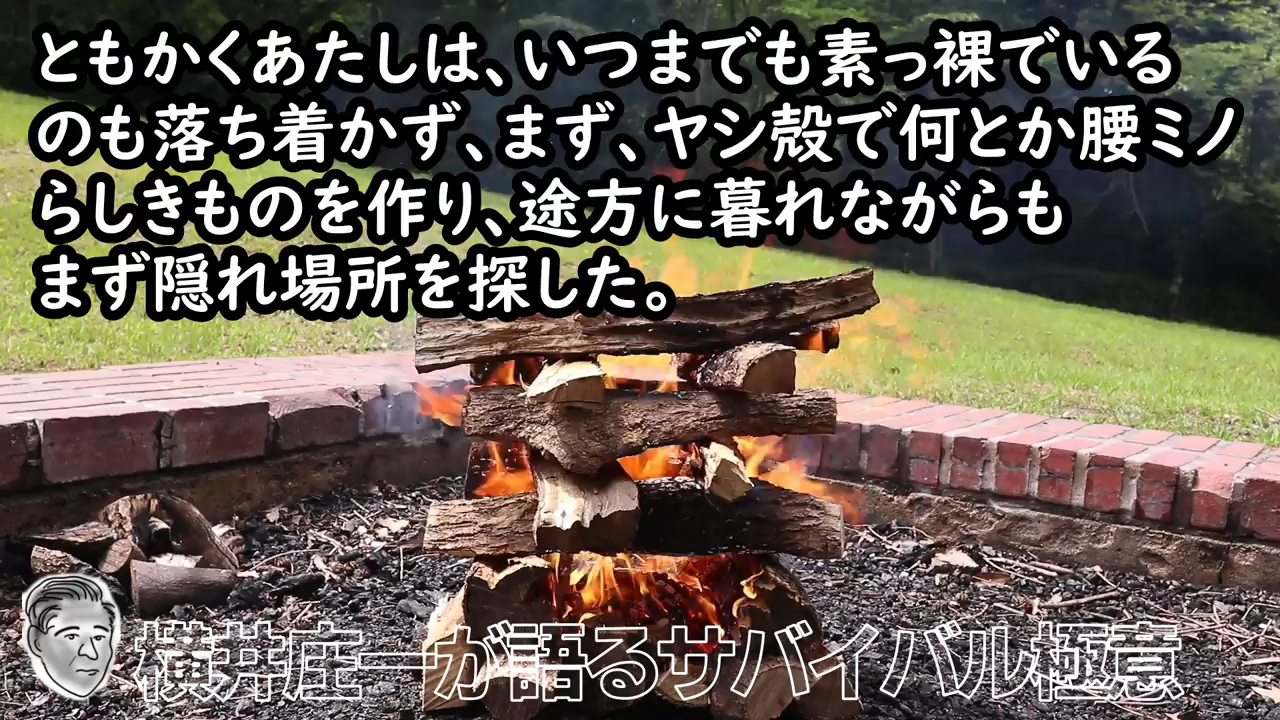 ともかくあたしは、いつまでも素っ裸でいる
のも落ち着かず、まず、ヤシ殻で何とか腰ミノ
らしきものを作り、途方に暮れながらも
まず隠れ場所を探した。
横井庄一が語るサバイバル極意